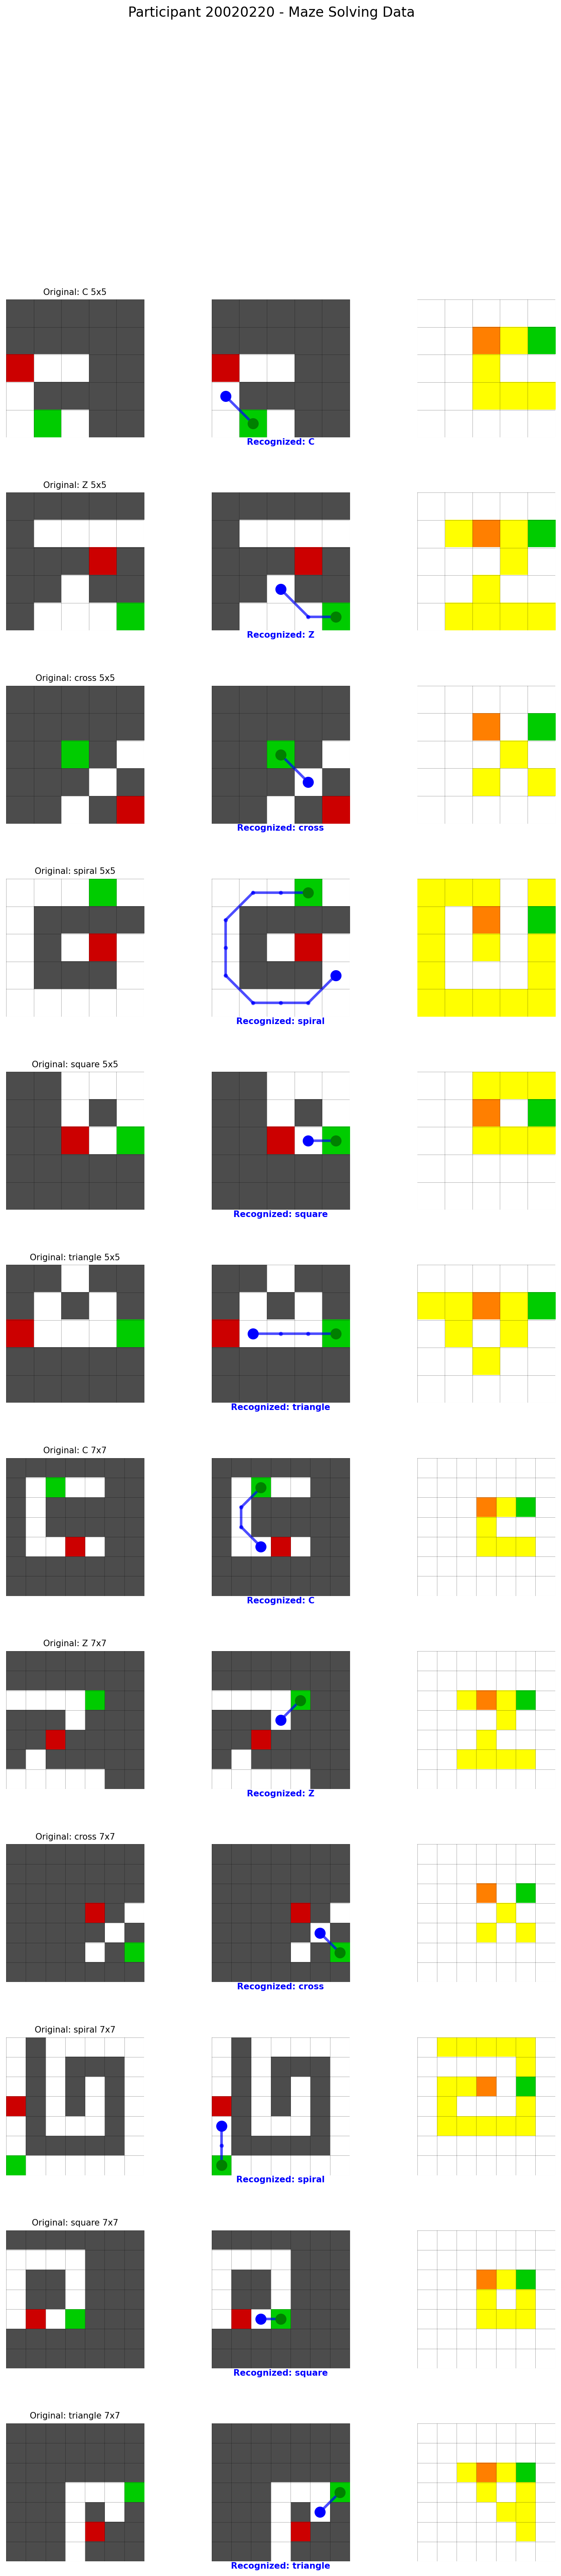 Participant 20020220 - Maze Solving Data
Original: C 5x5
Recognized: C
Original: Z 5x5
Recognized: Z
Original: cross 5x5
Recognized: cross
Original: spiral 5x5
Recognized: spiral
Original: square 5x5
Recognized: square
Original: triangle 5x5
Recognized: triangle
Original: C 7x7
Recognized: C
Original: Z 7x7
Recognized: Z
Original: cross 7x7
Recognized: cross
Original: spiral 7x7
Recognized: spiral
Original: square 7x7
Recognized: square
Original: triangle 7x7
Recognized: triangle